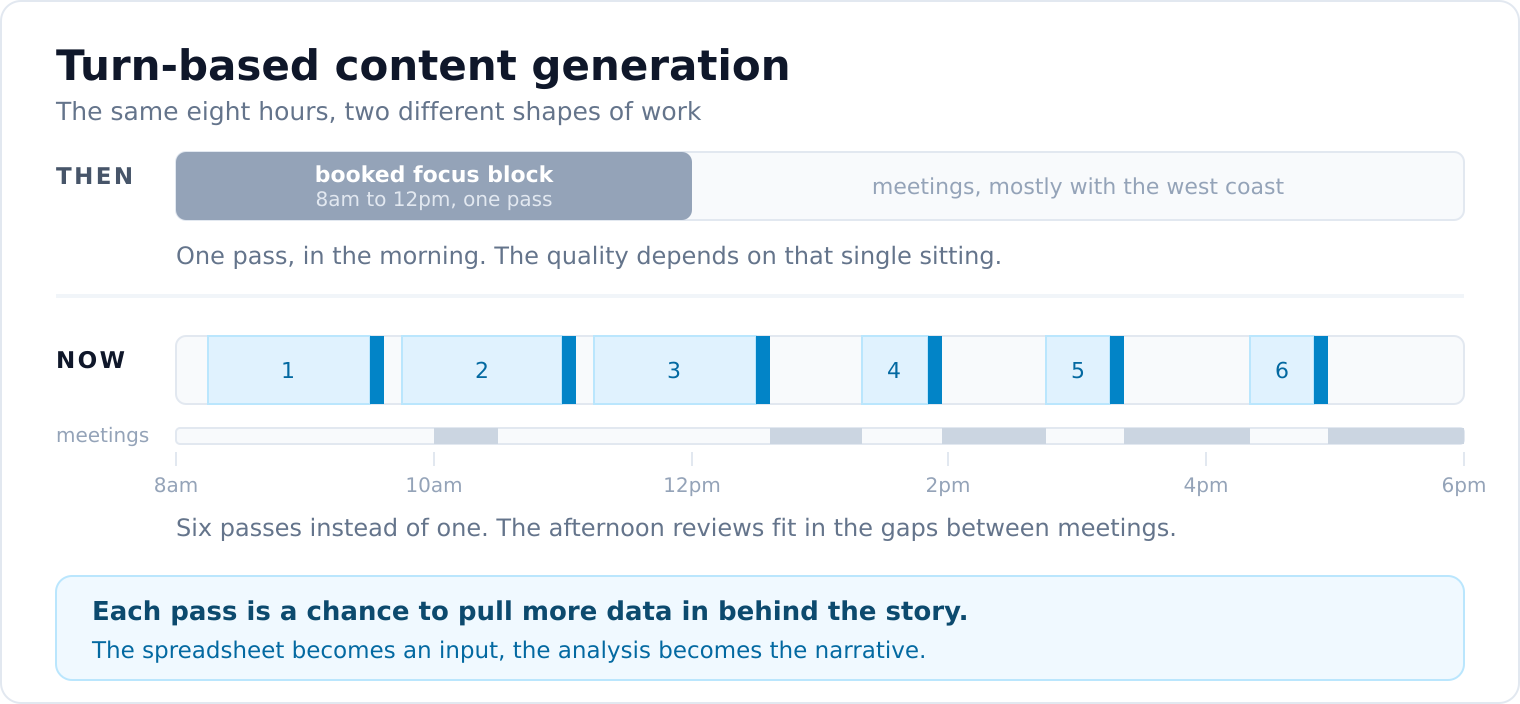 Turn-based content generation
The same eight hours, two different shapes of work
THEN
booked focus block
8am to 12pm, one pass
meetings, mostly with the west coast
One pass, in the morning. The quality depends on that single sitting.
NOW
1
2
3
4
5
6
meetings
8am
10am
12pm
2pm
4pm
6pm
Six passes instead of one. The afternoon reviews fit in the gaps between meetings.
Each pass is a chance to pull more data in behind the story.
The spreadsheet becomes an input, the analysis becomes the narrative.